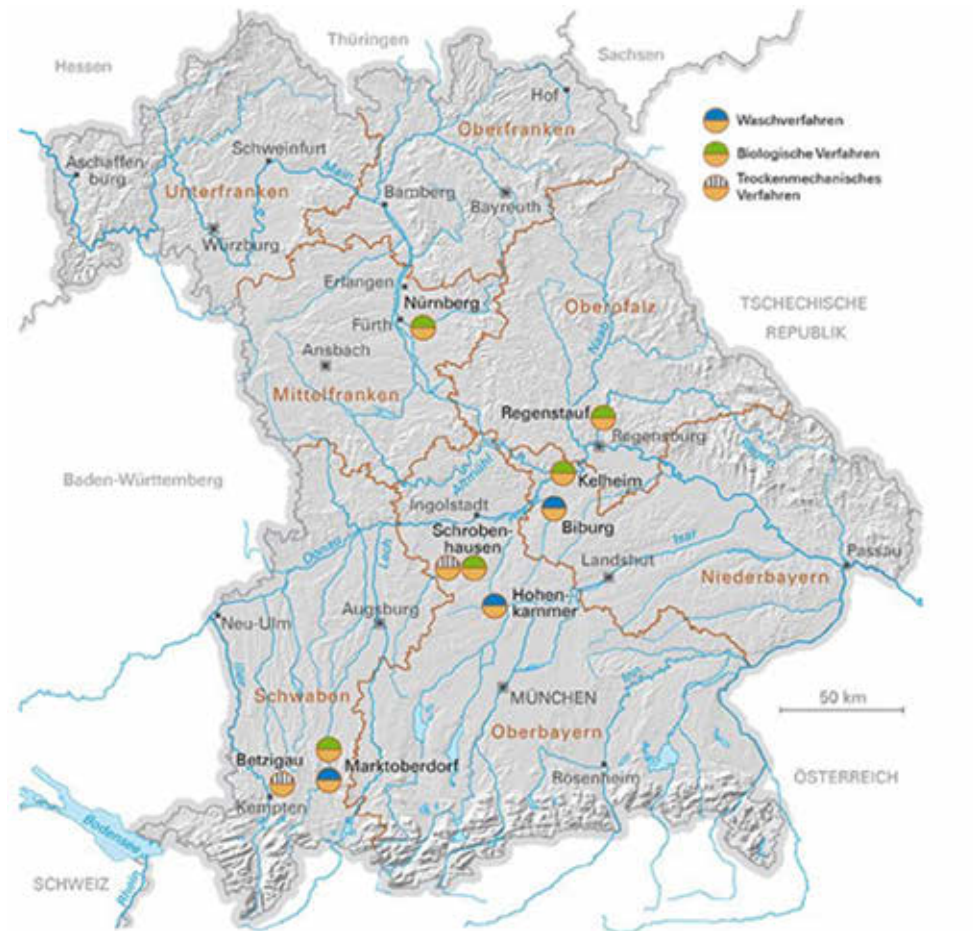 Thüringen
Hessen
Sachsen
Hof
Oberfranken
Waschverfahren
Biologische Verfahren
Trockenmechanisches
Verfahren
Aschaffen-
burg
Schweinfurt
Main
Unterfranken
Bamberg
Bayreuth
Würzburg
Erlangen
Nürnberg
Fürth
Oberpfalz
TSCHECHISCHE
REPUBLIK
Ansbach
Naab
Mittelfranken
Regenstauf
Regensburg
Regen
Baden-Württemberg
Altmühl
Kelheim
Ingolstadt
Biburg
Schroben-
hausen
Donau
Lech
Isar
Landshut
Passau
Niederbayern
Hohen-
kammer
Augsburg
Neu-Ulm
Iller
Schwaben
MÜNCHEN
Inn
50 km
Oberbayern
Betzigau
Marktoberdorf
Rosenheim
ÖSTERREICH
Kempten
Bodensee
Rhein
SCHWEIZ